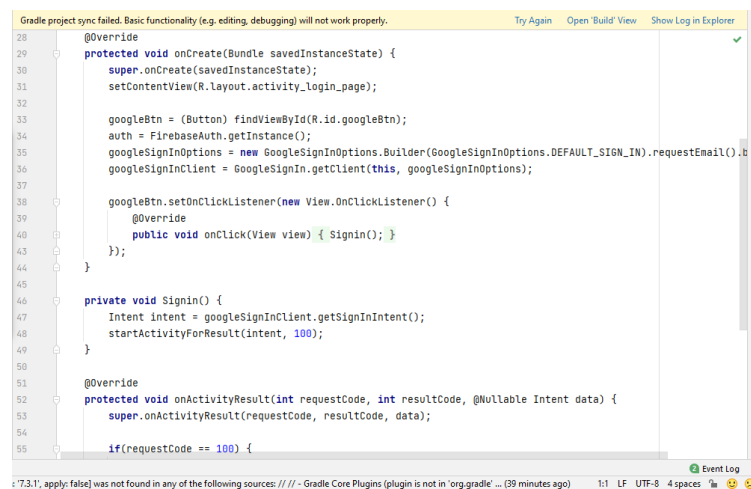 Gradle project sync failed. Basic functionality (e.g. editing, debugging) will not work properly. Try Again Open 'Build' View Show Log in Explorer
28 @Override
29 protected void onCreate(Bundle savedInstanceState) {
30 super.onCreate(savedInstanceState);
31 setContentView(R.layout.activity_login_page);
32
33 googleBtn = (Button) findViewById(R.id.googleBtn);
34 auth = FirebaseAuth.getInstance();
35 googleSignInOptions = new GoogleSignInOptions.Builder(GoogleSignInOptions.DEFAULT_SIGN_IN).requestEmail().b
36 googleSignInClient = GoogleSignIn.getClient(this, googleSignInOptions);
37
38 googleBtn.setOnClickListener(new View.OnClickListener() {
39 @Override
40 public void onClick(View view) { Signin(); }
43 });
44 }
45
46 private void Signin() {
47 Intent intent = googleSignInClient.getSignInIntent();
48 startActivityForResult(intent, 100);
49 }
50
51 @Override
52 protected void onActivityResult(int requestCode, int resultCode, @Nullable Intent data) {
53 super.onActivityResult(requestCode, resultCode, data);
54
55 if(requestCode == 100) {
2 Event Log
: '7.3.1', apply: false] was not found in any of the following sources: // // - Gradle Core Plugins (plugin is not in 'org.gradle' ... (39 minutes ago) 1:1 LF UTF-8 4 spaces